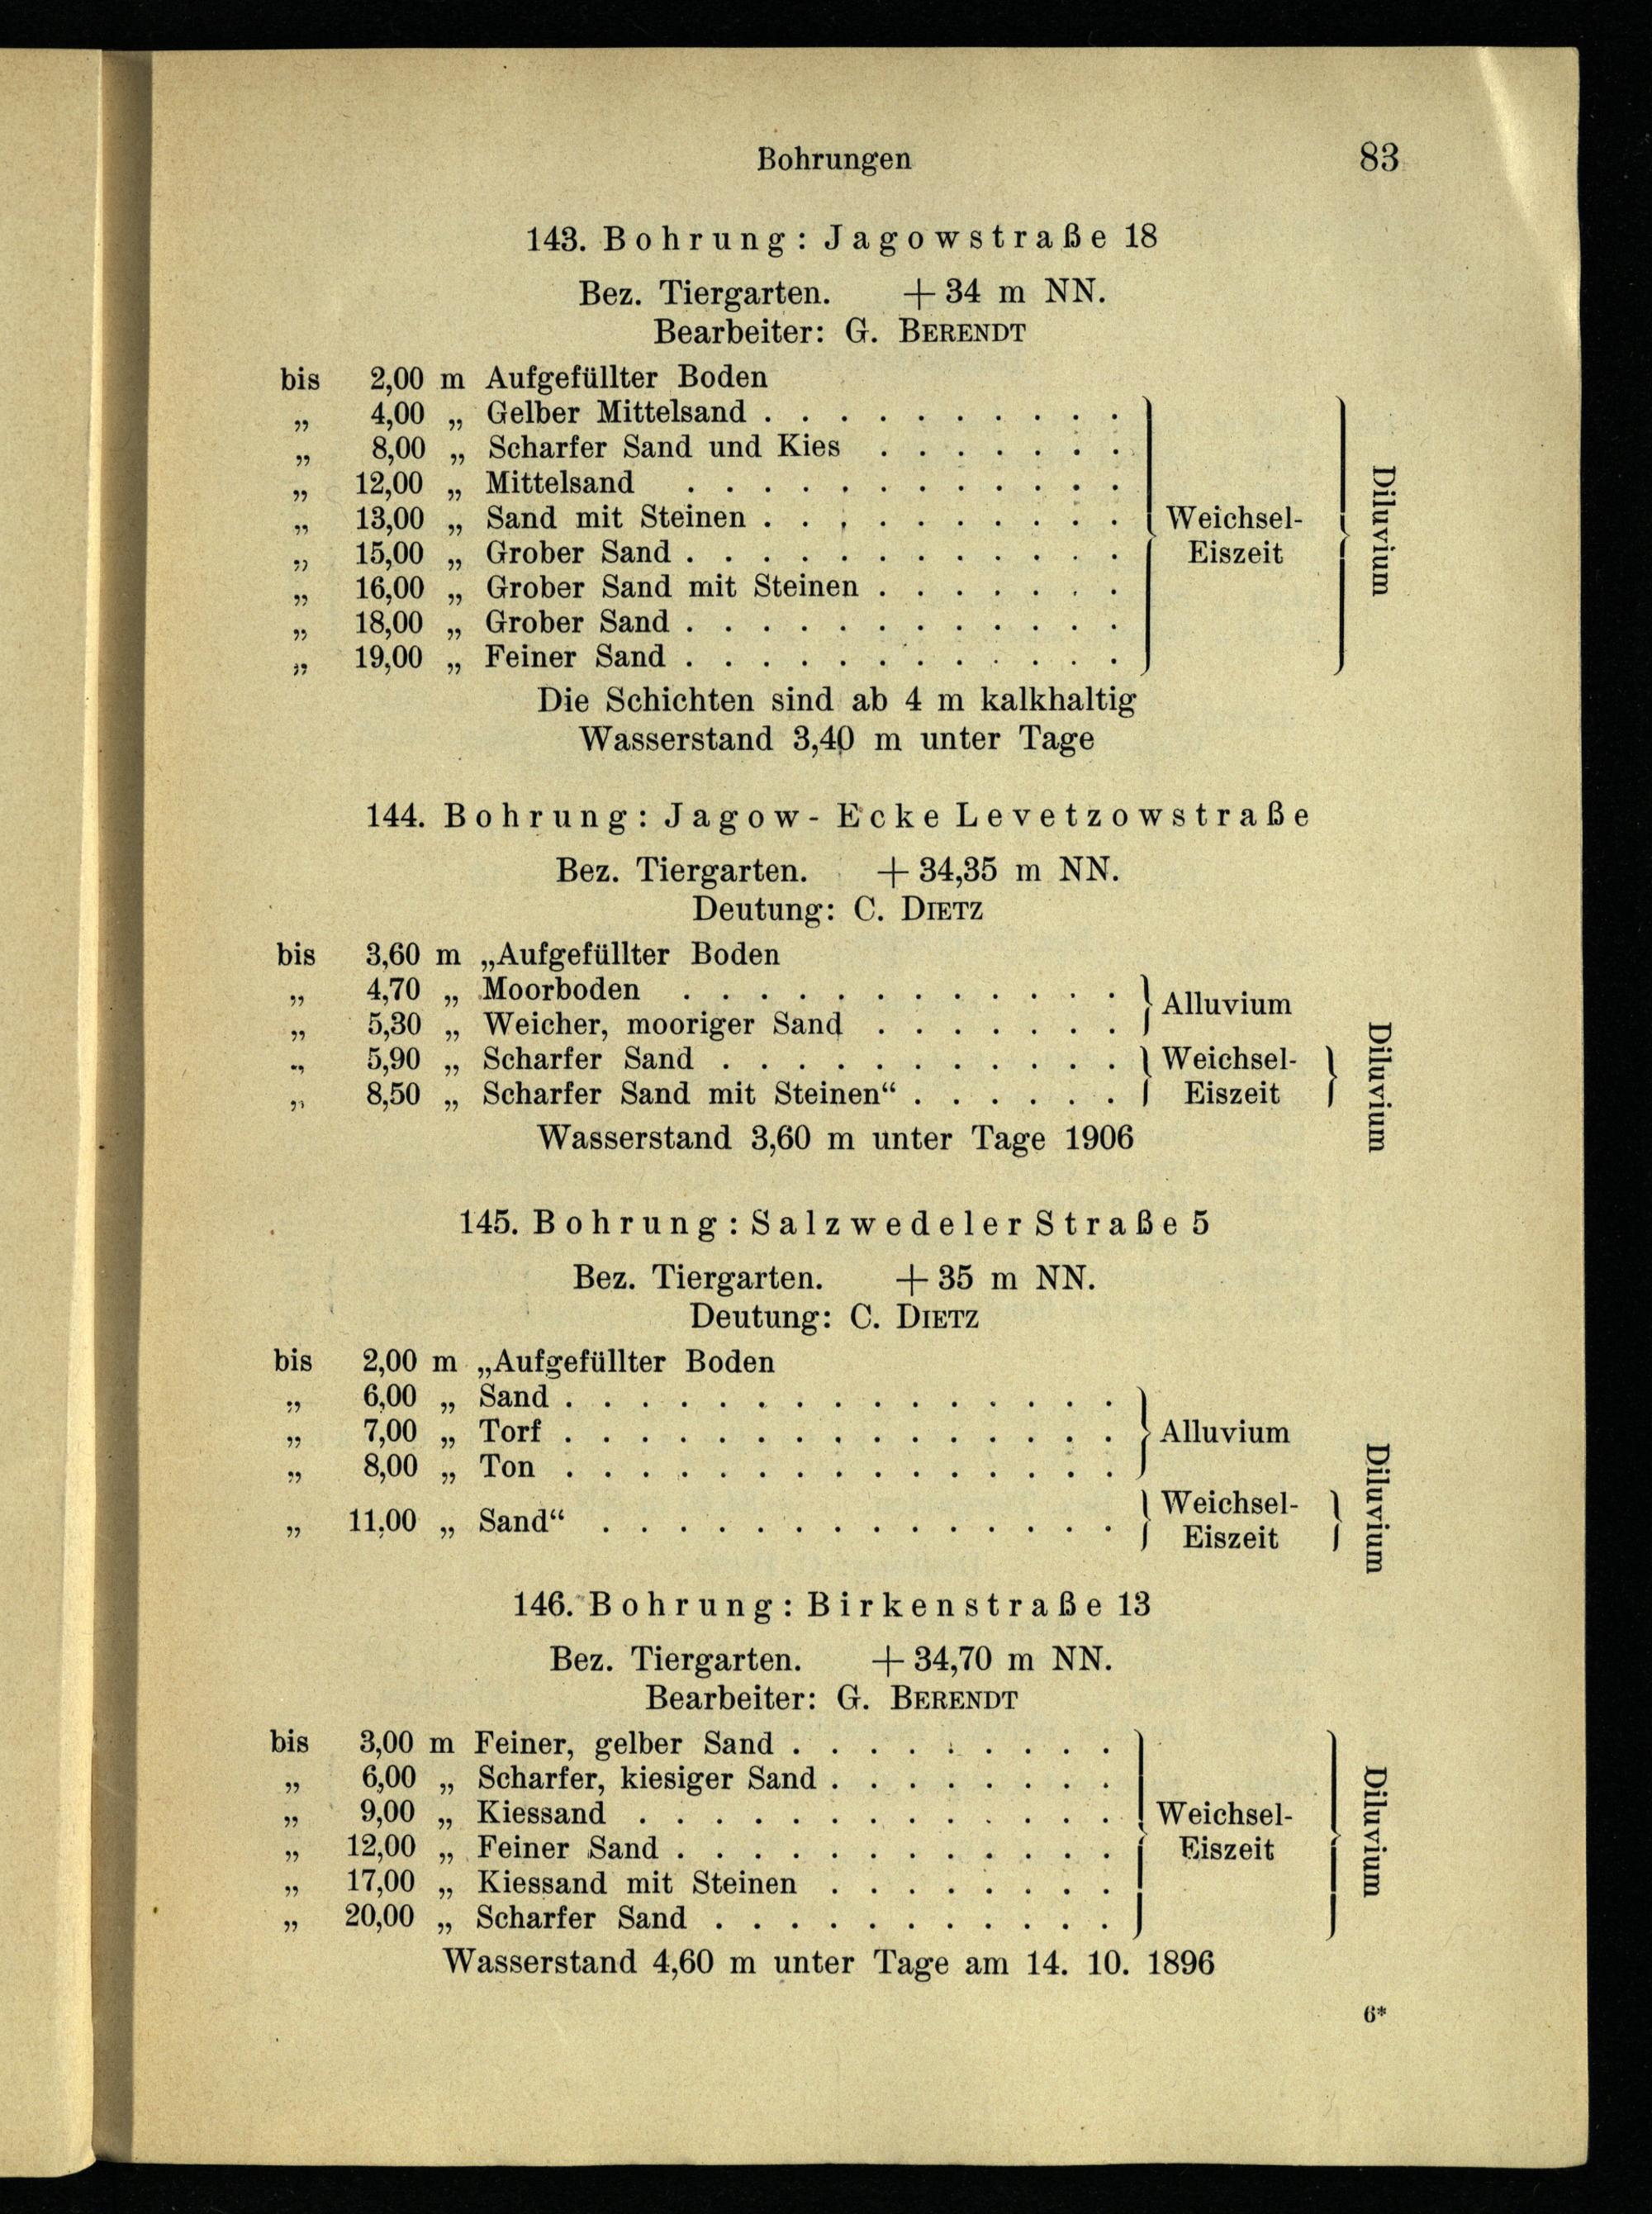 Bohrungen 83
143. Bohrung: Jagowstraße 18
Bez. Tiergarten. + 34 m NN.
Bearbeiter: G. BERENDT
bis 2,00 m Aufgefüllter Boden
„ 4,00 „ Gelber Mittelsand . . . . . . . . . .
„ 8,00 „ Scharfer Sand und Kies . . . . . . .
„ 12,00 „ Mittelsand . . . . . . . . . . . .
„ 13,00 „ Sand mit Steinen . . . . . . . . . . Weichsel-
„ 15,00 „ Grober Sand . . . . . . . . . . . . Eiszeit
„ 16,00 „ Grober Sand mit Steinen . . . . . . .
„ 18,00 „ Grober Sand . . . . . . . . . . . .
„ 19,00 „ Feiner Sand . . . . . . . . . . . .
Diluvium
Die Schichten sind ab 4 m kalkhaltig
Wasserstand 3,40 m unter Tage
144. Bohrung: Jagow- Ecke Levetzowstraße
Bez. Tiergarten. + 34,35 m NN.
Deutung: C. DIETZ
bis 3,60 m „Aufgefüllter Boden
„ 4,70 „ Moorboden . . . . . . . . . . . . Alluvium
„ 5,30 „ Weicher, mooriger Sand . . . . . . .
„ 5,90 „ Scharfer Sand . . . . . . . . . . . Weichsel-
„ 8,50 „ Scharfer Sand mit Steinen“ . . . . . . Eiszeit
Diluvium
Wasserstand 3,60 m unter Tage 1906
145. Bohrung: Salzwedeler Straße 5
Bez. Tiergarten. + 35 m NN.
Deutung: C. DIETZ
bis 2,00 m „Aufgefüllter Boden
„ 6,00 „ Sand . . . . . . . . . . . . . . .
„ 7,00 „ Torf . . . . . . . . . . . . . . . Alluvium
„ 8,00 „ Ton . . . . . . . . . . . . . . .
„ 11,00 „ Sand“ . . . . . . . . . . . . . . Weichsel-
Eiszeit
Diluvium
146. Bohrung: Birkenstraße 13
Bez. Tiergarten. + 34,70 m NN.
Bearbeiter: G. BERENDT
bis 3,00 m Feiner, gelber Sand . . . . . . . . .
„ 6,00 „ Scharfer, kiesiger Sand . . . . . . . .
„ 9,00 „ Kiessand . . . . . . . . . . . . . Weichsel-
„ 12,00 „ Feiner Sand . . . . . . . . . . . . Eiszeit
„ 17,00 „ Kiessand mit Steinen . . . . . . . .
„ 20,00 „ Scharfer Sand . . . . . . . . . . .
Diluvium
Wasserstand 4,60 m unter Tage am 14. 10. 1896
6*